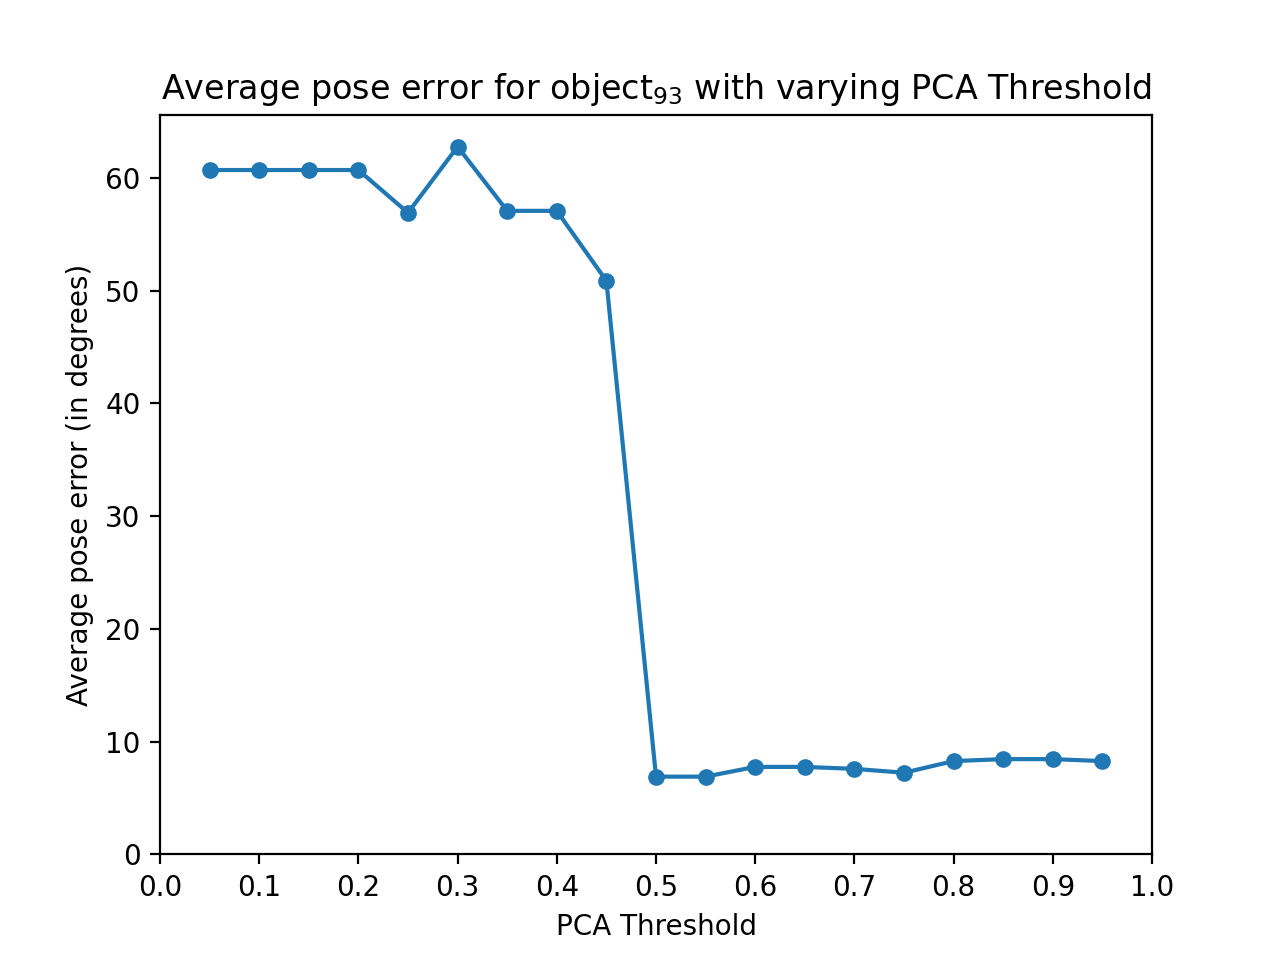 Average pose error for object₉₃ with varying PCA Threshold
Average pose error (in degrees)
60
50
40
30
20
10
0
0.0 0.1 0.2 0.3 0.4 0.5 0.6 0.7 0.8 0.9 1.0
PCA Threshold